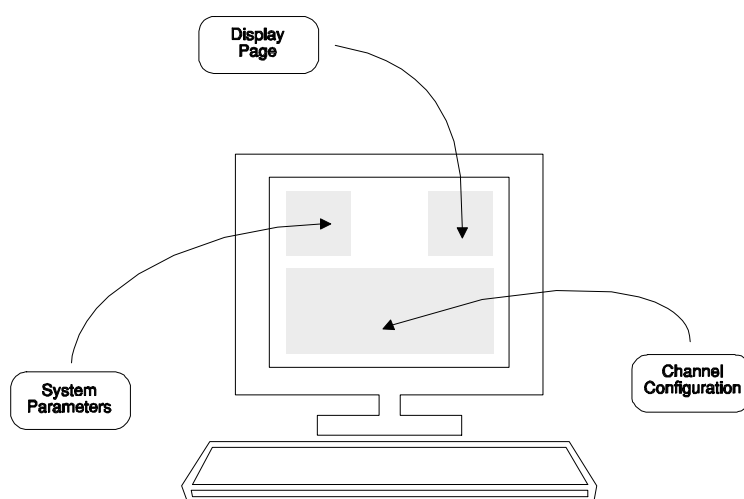 Display
Page
System
Parameters
Channel
Configuration